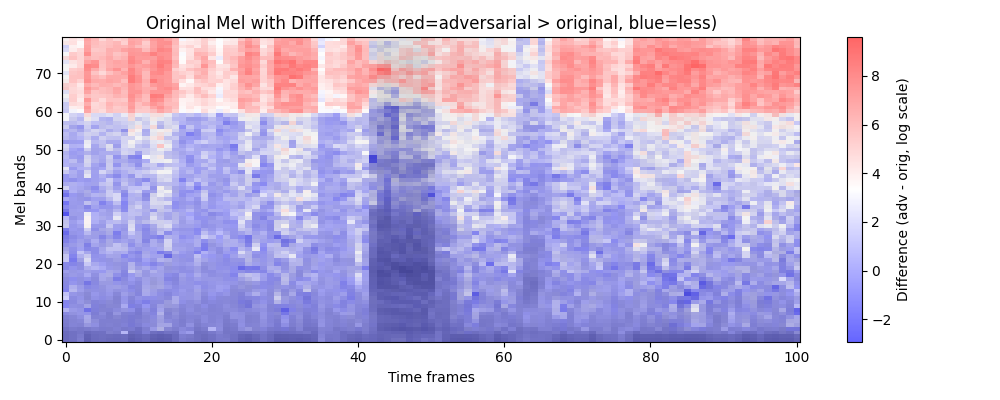 Original Mel with Differences (red=adversarial > original, blue=less)
Mel bands
70
60
50
40
30
20
10
0
0 20 40 60 80 100
Time frames
8
6
4
2
0
−2
Difference (adv - orig, log scale)